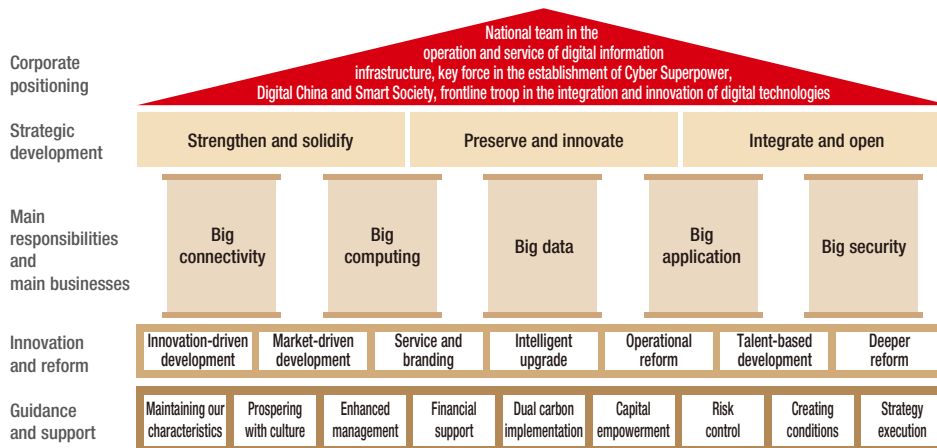 Corporate
positioning
National team in the
operation and service of digital information
infrastructure, key force in the establishment of Cyber Superpower,
Digital China and Smart Society, frontline troop in the integration and innovation of digital technologies
Strategic
development
Strengthen and solidify
Preserve and innovate
Integrate and open
Main
responsibilities
and
main businesses
Big
connectivity
Big
computing
Big data
Big
application
Big security
Innovation
and reform
Innovation-driven
development
Market-driven
development
Service and
branding
Intelligent
upgrade
Operational
reform
Talent-based
development
Deeper
reform
Guidance
and support
Maintaining our
characteristics
Prospering
with culture
Enhanced
management
Financial
support
Dual carbon
implementation
Capital
empowerment
Risk
control
Creating
conditions
Strategy
execution